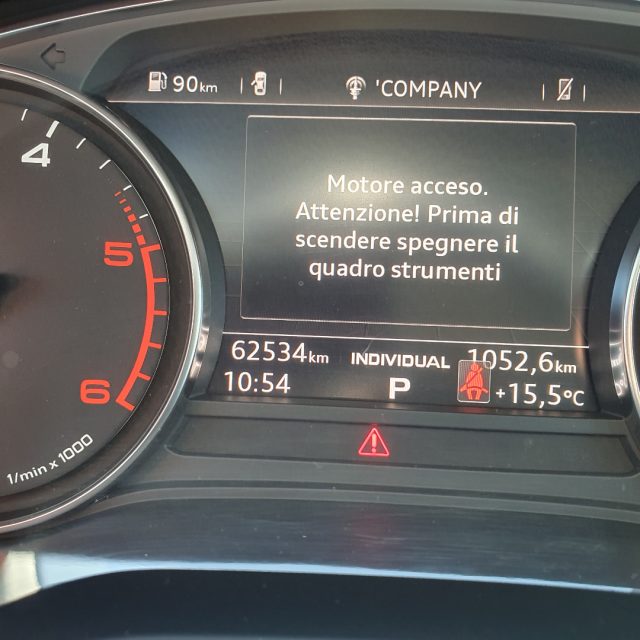 90km 'COMPANY
4
5
6
1/min x 1000
Motore acceso.
Attenzione! Prima di
scendere spegnere il
quadro strumenti
62534km INDIVIDUAL 1052,6km
10:54 P +15,5°C